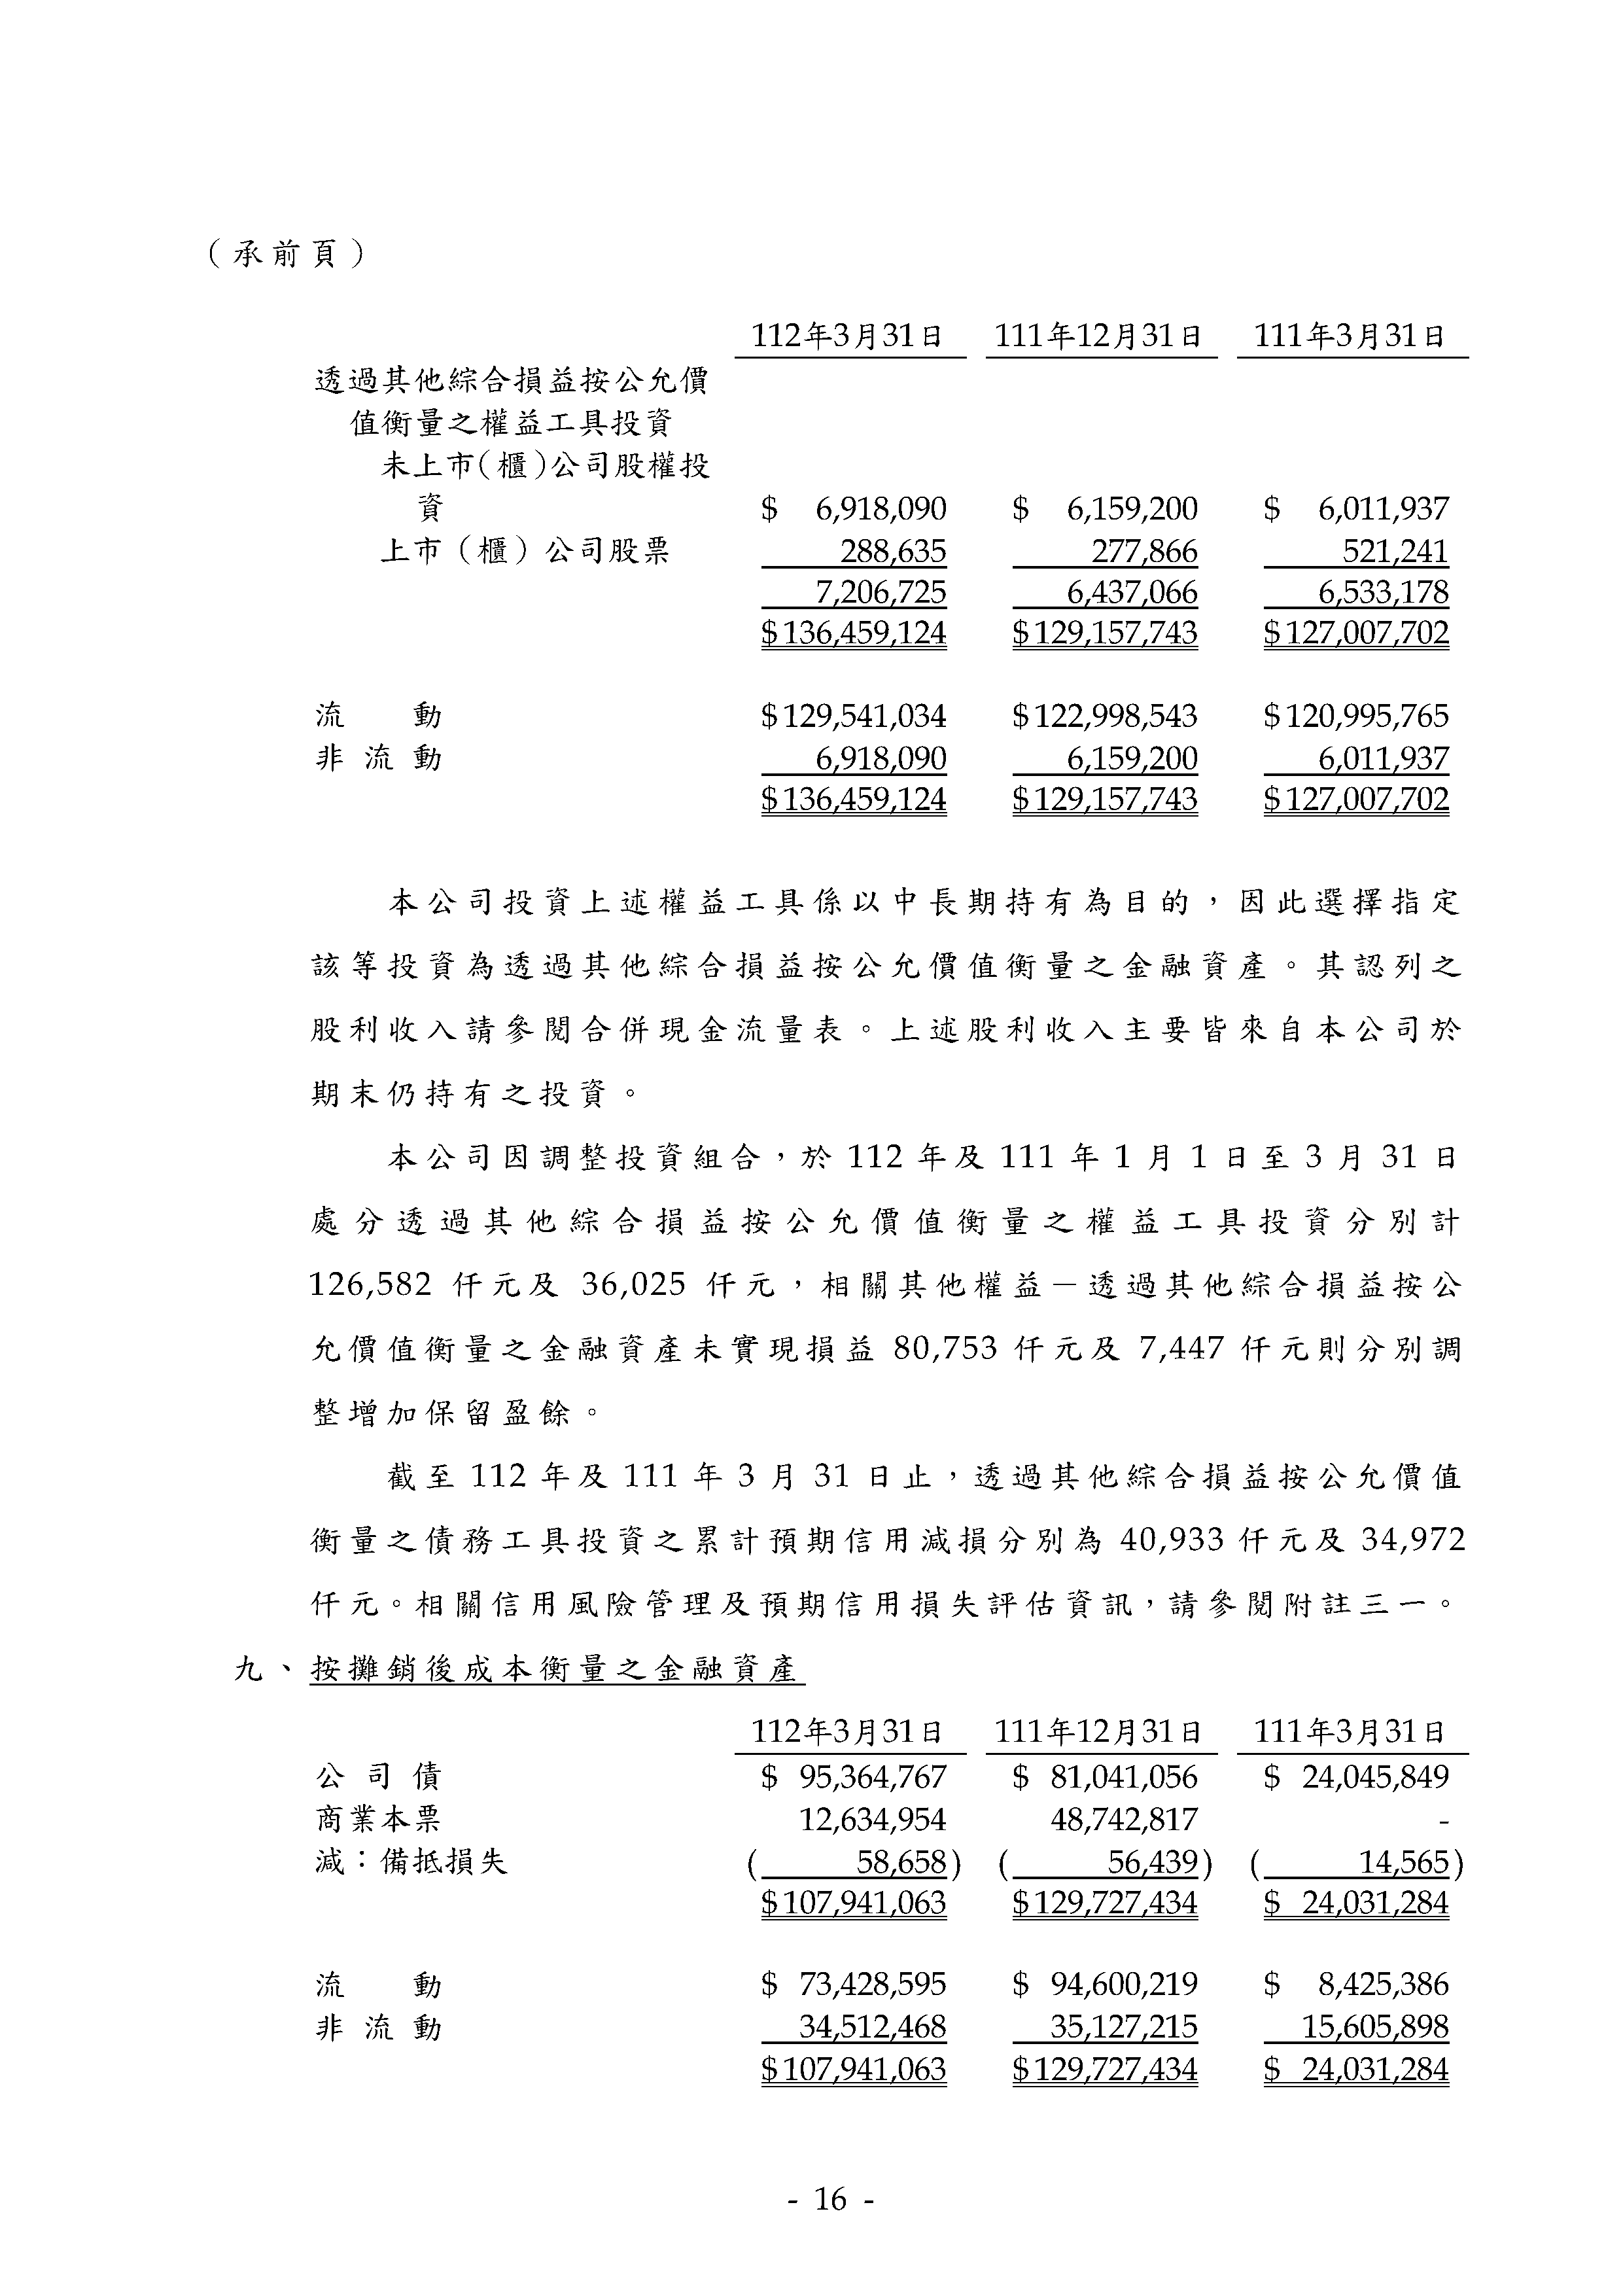 （承前頁）
112年3月31日 111年12月31日 111年3月31日
透過其他綜合損益按公允價
值衡量之權益工具投資
未上市(櫃)公司股權投
資 $ 6,918,090 $ 6,159,200 $ 6,011,937
上市（櫃）公司股票 288,635 277,866 521,241
7,206,725 6,437,066 6,533,178
$136,459,124 $129,157,743 $127,007,702
流 動 $129,541,034 $122,998,543 $120,995,765
非 流 動 6,918,090 6,159,200 6,011,937
$136,459,124 $129,157,743 $127,007,702
本公司投資上述權益工具係以中長期持有為目的，因此選擇指定
該等投資為透過其他綜合損益按公允價值衡量之金融資產。其認列之
股利收入請參閱合併現金流量表。上述股利收入主要皆來自本公司於
期末仍持有之投資。
本公司因調整投資組合，於 112 年及 111 年 1 月 1 日至 3 月 31 日
處分透過其他綜合損益按公允價值衡量之權益工具投資分別計
126,582 仟元及 36,025 仟元，相關其他權益－透過其他綜合損益按公
允價值衡量之金融資產未實現損益 80,753 仟元及 7,447 仟元則分別調
整增加保留盈餘。
截至 112 年及 111 年 3 月 31 日止，透過其他綜合損益按公允價值
衡量之債務工具投資之累計預期信用減損分別為 40,933 仟元及 34,972
仟元。相關信用風險管理及預期信用損失評估資訊，請參閱附註三一。
九、按攤銷後成本衡量之金融資產
112年3月31日 111年12月31日 111年3月31日
公 司 債 $ 95,364,767 $ 81,041,056 $ 24,045,849
商業本票 12,634,954 48,742,817 -
減：備抵損失 ( 58,658) ( 56,439) ( 14,565)
$107,941,063 $129,727,434 $ 24,031,284
流 動 $ 73,428,595 $ 94,600,219 $ 8,425,386
非 流 動 34,512,468 35,127,215 15,605,898
$107,941,063 $129,727,434 $ 24,031,284
- 16 -